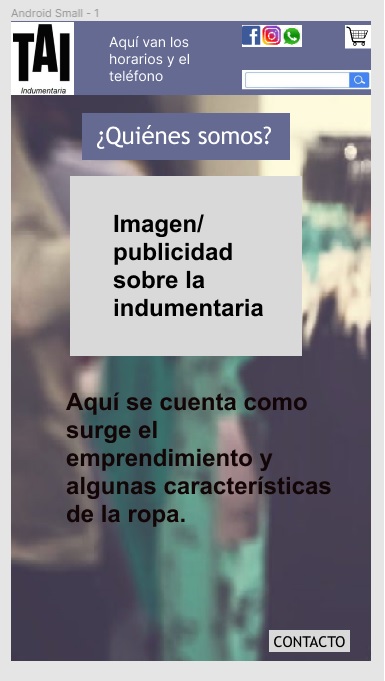 Android Small - 1
TAI
Indumentaria
Aquí van los
horarios y el
teléfono
¿Quiénes somos?
Imagen/
publicidad
sobre la
indumentaria
Aquí se cuenta como
surge el
emprendimiento y
algunas características
de la ropa.
CONTACTO